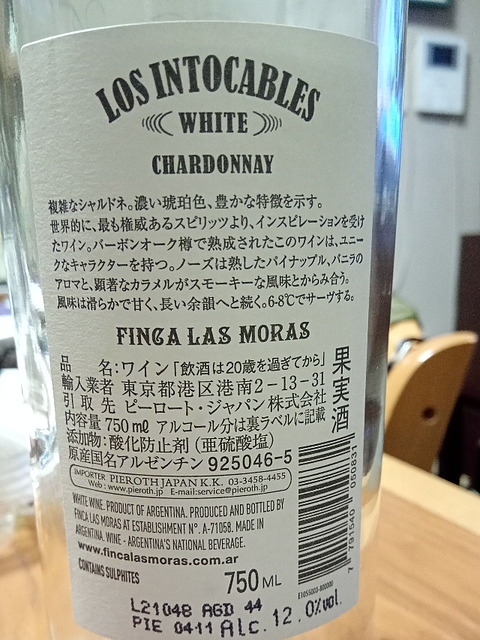 LOS INTOCABLES
WHITE
CHARDONNAY
複雑なシャルドネ。濃い琥珀色、豊かな特徴を示す。
世界的に、最も権威あるスピリッツより、インスピレーションを受け
たワイン。バーボンオーク樽で熟成されたこのワインは、ユニー
クなキャラクターを持つ。ノーズは熟したパイナップル、バニラの
アロマと、顕著なカラメルがスモーキーな風味とからみ合う。
風味は滑らかで甘く、長い余韻へと続く。6-8℃でサーヴする。
FINCA LAS MORAS
品 名:ワイン「飲酒は20歳を過ぎてから」
輸入業者 東京都港区港南2-13-31
引取先 ピーロート・ジャパン株式会社
内容量 750㎖ アルコール分は裏ラベルに記載
添加物:酸化防止剤(亜硫酸塩)
原産国名アルゼンチン 925046-5
果実酒
IMPORTER PIEROTH JAPAN K.K. 03-3458-4455
Web : www.pieroth.jp E-mail:service@pieroth.jp
WHITE WINE. PRODUCT OF ARGENTINA. PRODUCED AND BOTTLED BY
FINCA LAS MORAS AT ESTABLISHMENT N°. A-71058. MADE IN
ARGENTINA. WINE - ARGENTINA'S NATIONAL BEVERAGE.
www.fincalasmoras.com.ar
CONTAINS SULPHITES
750 ML
7 791540 050831
L21048 AGD 44
PIE 0411 Alc. 12.0%vol.